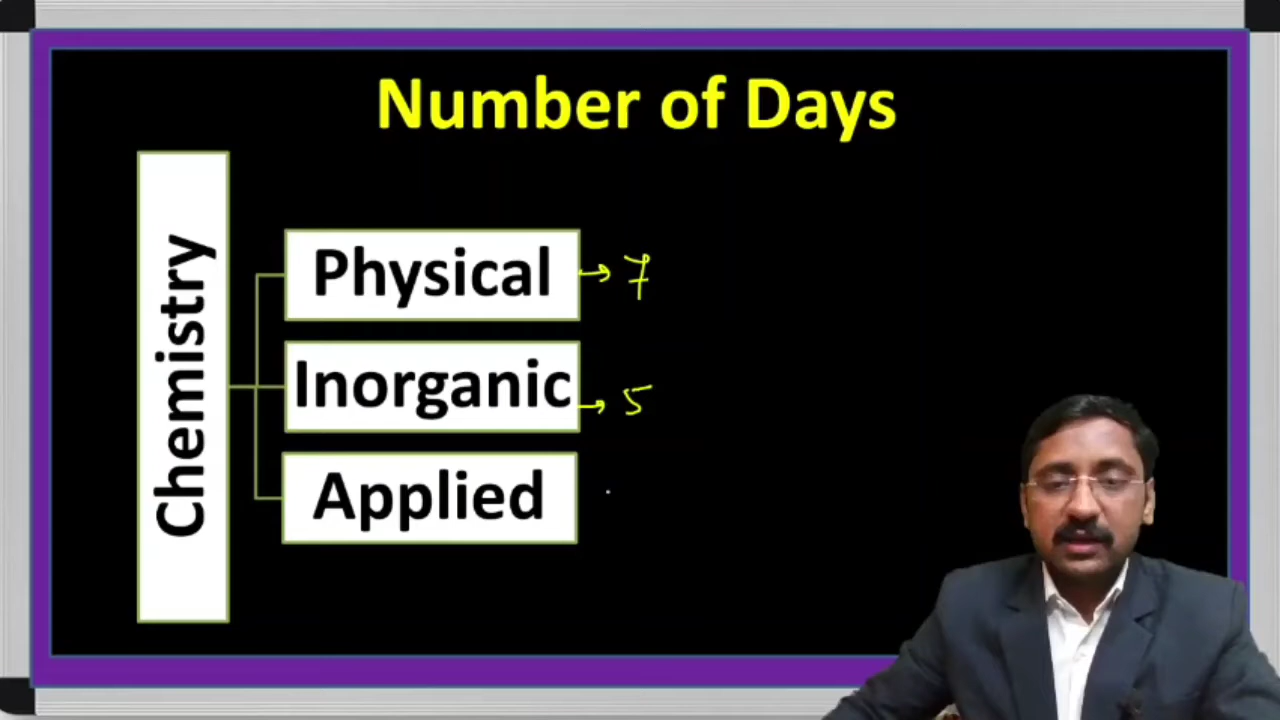 Number of Days
Chemistry
Physical → 7
Inorganic → 5
Applied